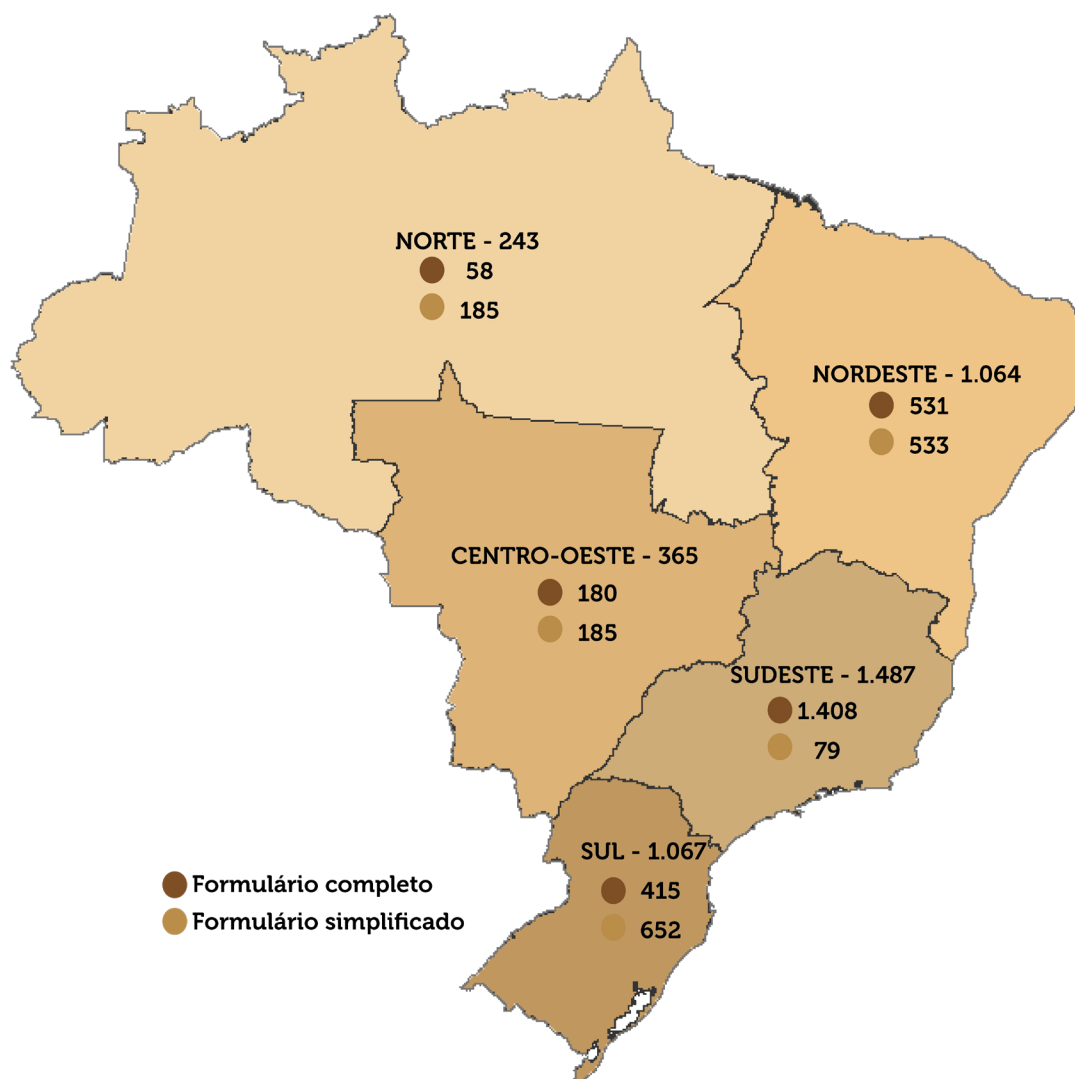 NORTE - 243
58
185
NORDESTE - 1.064
531
533
CENTRO-OESTE - 365
180
185
SUDESTE - 1.487
1.408
79
SUL - 1.067
415
652
Formulário completo
Formulário simplificado